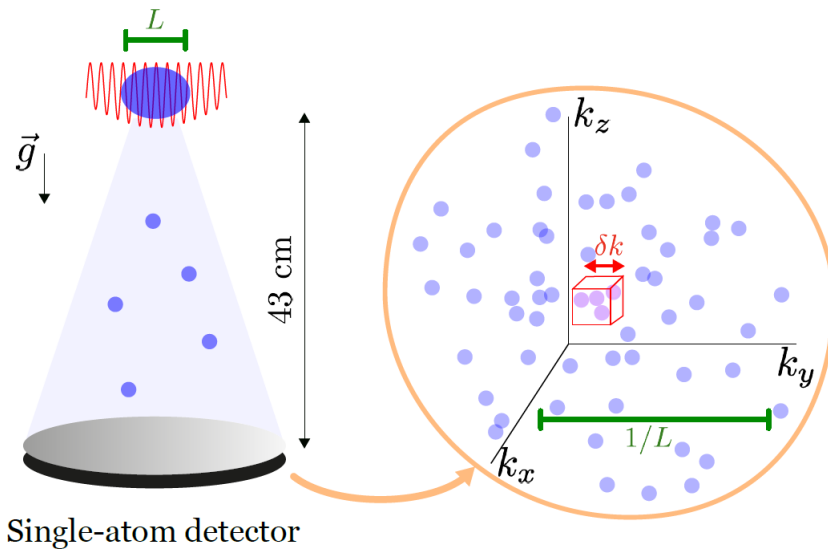 L
g⃗
43 cm
Single-atom detector
k_z
δk
k_y
1/L
k_x